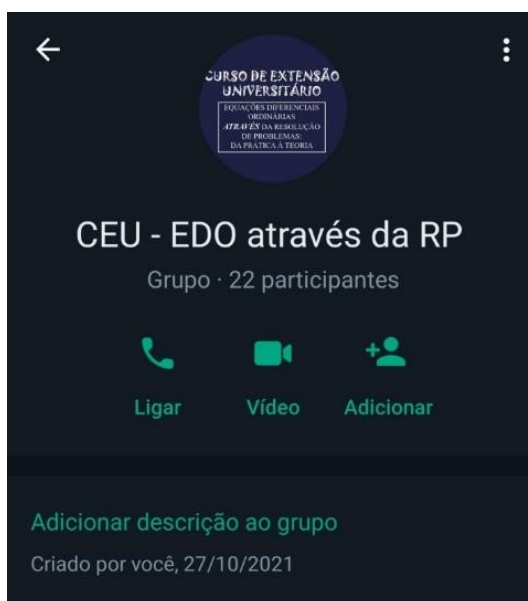 CURSO DE EXTENSÃO
UNIVERSITÁRIO
EQUAÇÕES DIFERENCIAIS
ORDINÁRIAS
ATRAVÉS DA RESOLUÇÃO
DE PROBLEMAS:
DA PRÁTICA À TEORIA
CEU - EDO através da RP
Grupo · 22 participantes
Ligar Vídeo Adicionar
Adicionar descrição ao grupo
Criado por você, 27/10/2021